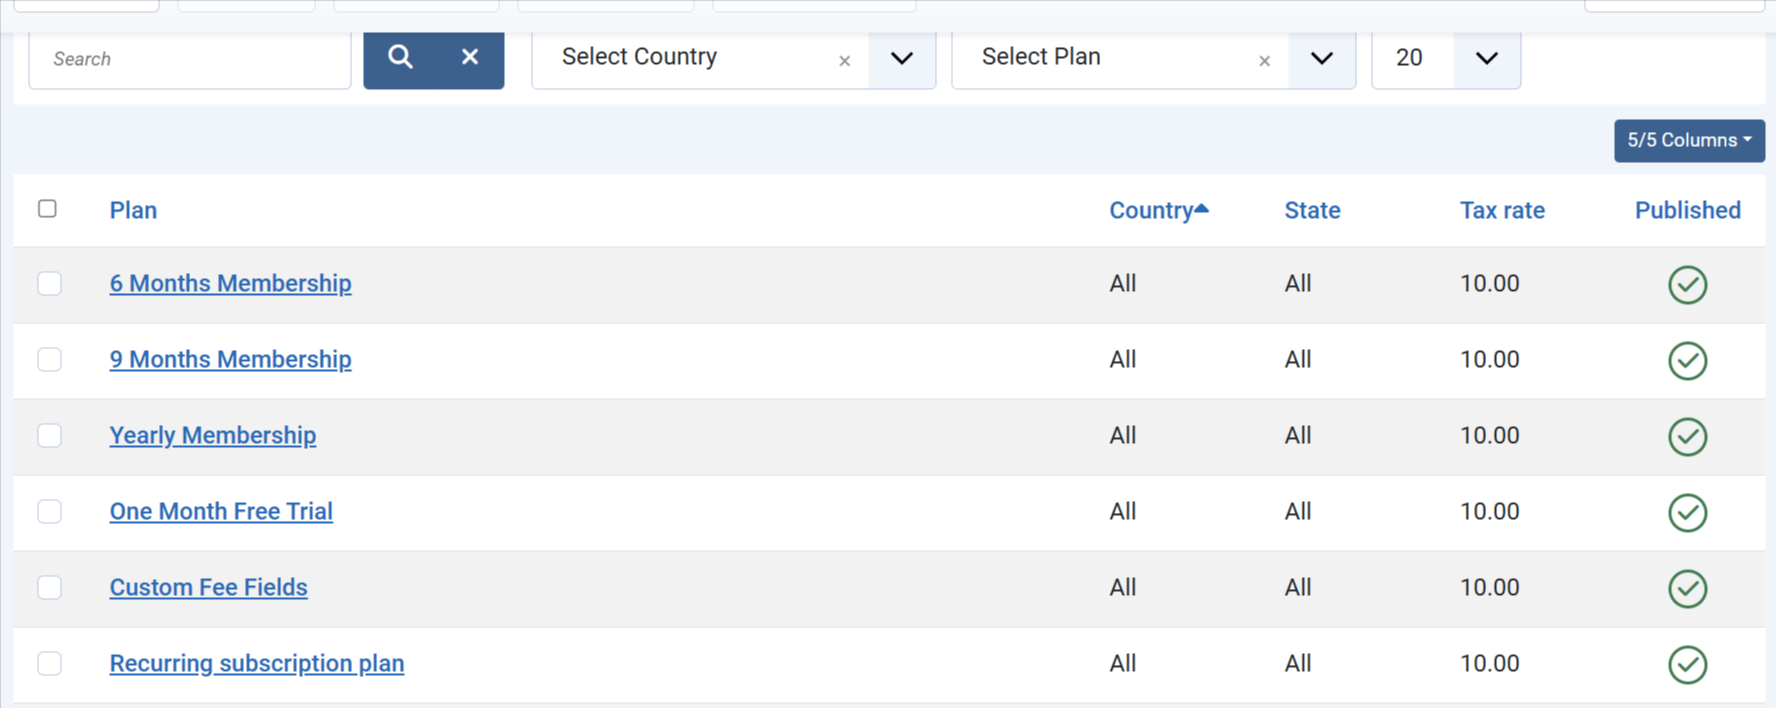 Search Select Country × Select Plan × 20
5/5 Columns
Plan Country State Tax rate Published
6 Months Membership All All 10.00
9 Months Membership All All 10.00
Yearly Membership All All 10.00
One Month Free Trial All All 10.00
Custom Fee Fields All All 10.00
Recurring subscription plan All All 10.00